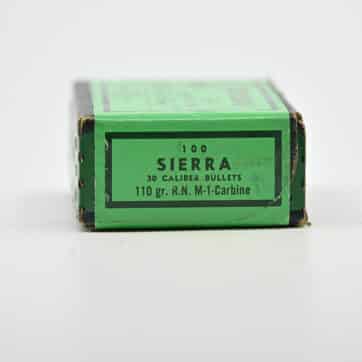 100
SIERRA
30 CALIBER BULLETS
110 gr. R.N. M-1-Carbine